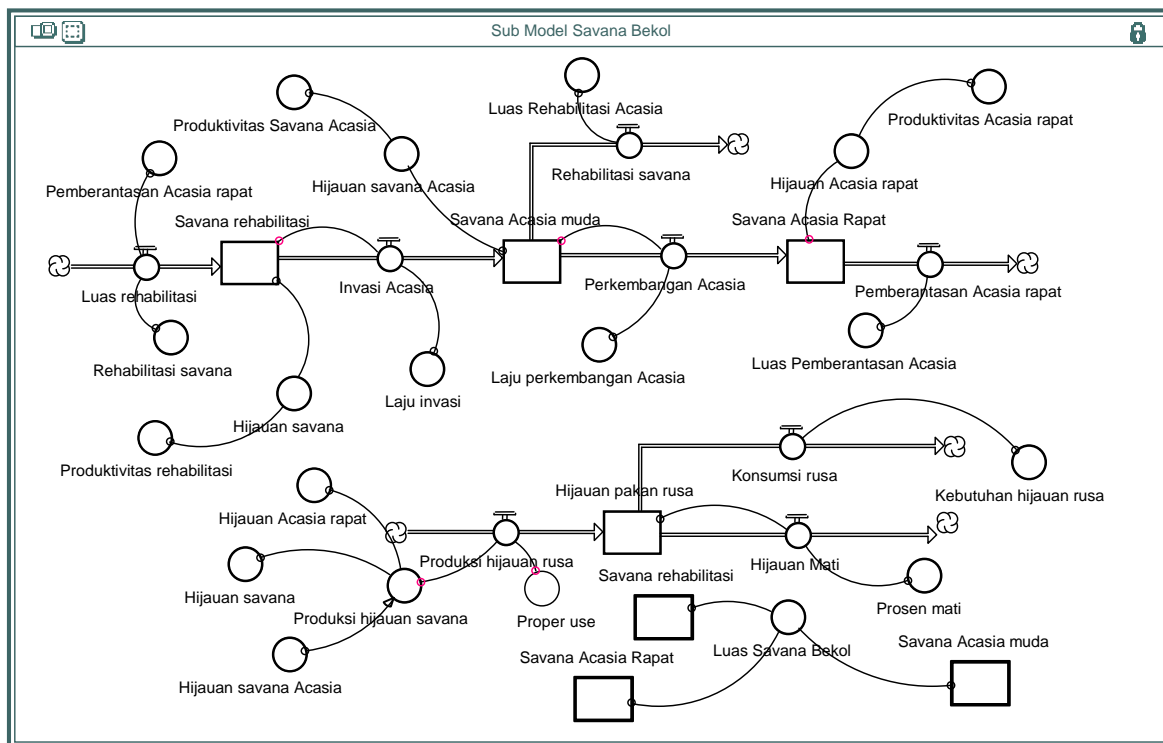 Sub Model Savana Bekol
Produktivitas Savana Acasia
Luas Rehabilitasi Acasia
Produktivitas Acasia rapat
Pemberantasan Acasia rapat
Hijauan savana Acasia
Rehabilitasi savana
Hijauan Acasia rapat
Savana rehabilitasi
Savana Acasia muda
Savana Acasia Rapat
Luas rehabilitasi
Invasi Acasia
Perkembangan Acasia
Pemberantasan Acasia rapat
Rehabilitasi savana
Laju invasi
Laju perkembangan Acasia
Luas Pemberantasan Acasia
Hijauan savana
Produktivitas rehabilitasi
Konsumsi rusa
Kebutuhan hijauan rusa
Hijauan pakan rusa
Hijauan Acasia rapat
Produksi hijauan rusa
Hijauan Mati
Savana rehabilitasi
Hijauan savana
Produksi hijauan savana
Proper use
Prosen mati
Savana Acasia Rapat
Luas Savana Bekol
Savana Acasia muda
Hijauan savana Acasia